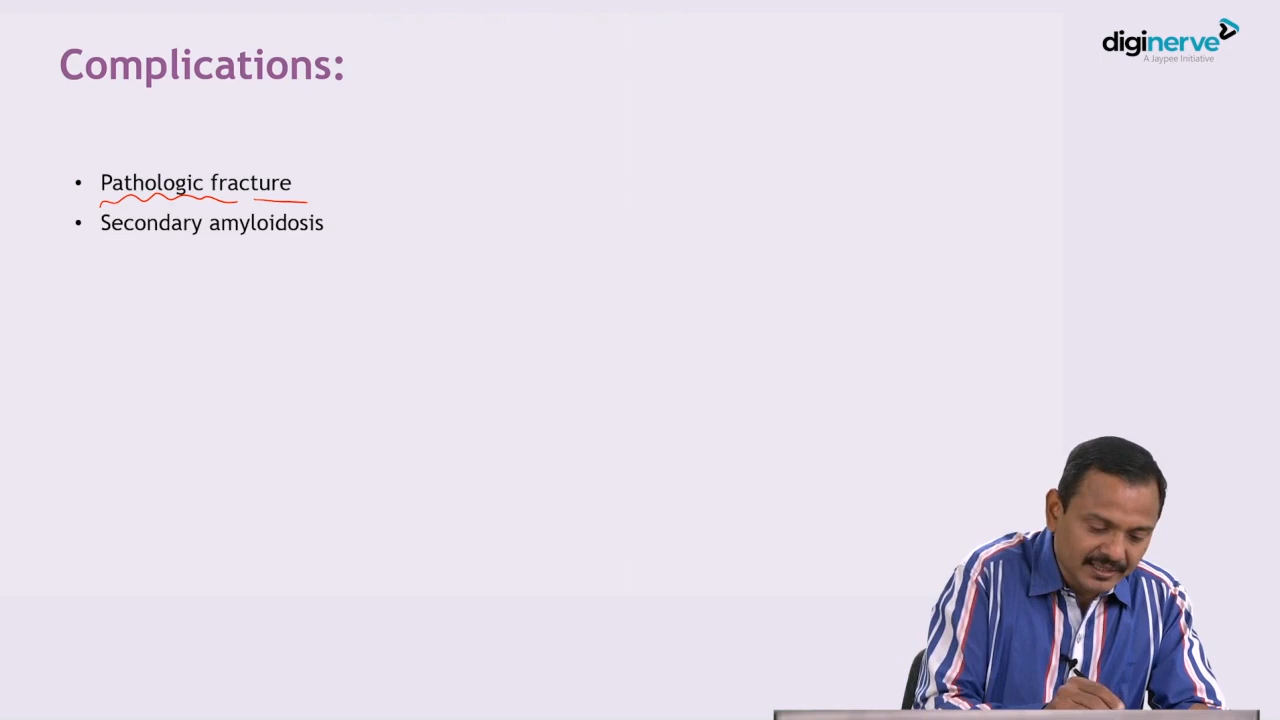 Complications:
diginerve
A Jaypee Initiative
• Pathologic fracture
• Secondary amyloidosis